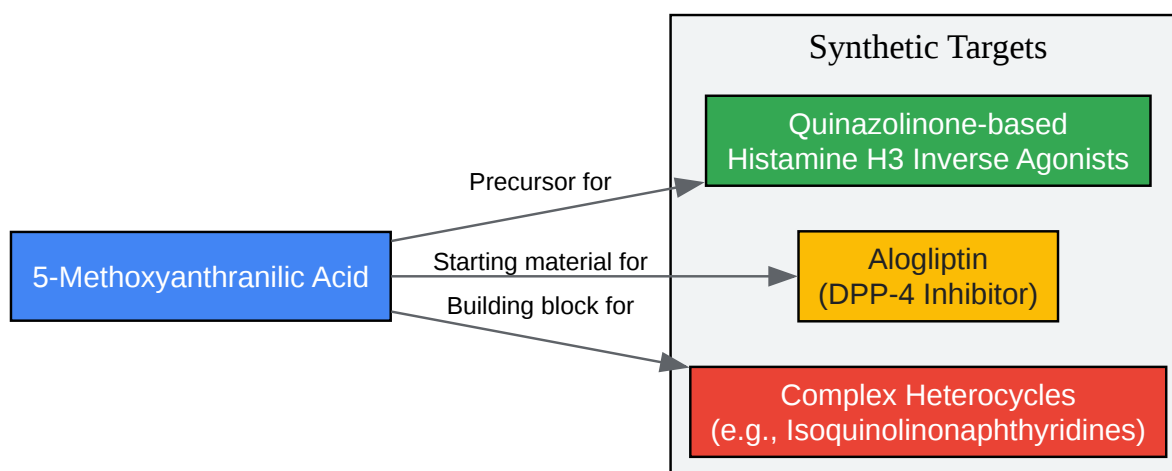 Synthetic Targets
Quinazolinone-based
Histamine H3 Inverse Agonists
Precursor for
5-Methoxyanthranilic Acid
Starting material for
Alogliptin
(DPP-4 Inhibitor)
Building block for
Complex Heterocycles
(e.g., Isoquinolinonaphthyridines)